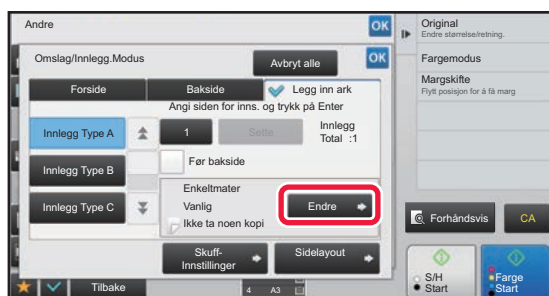 Andre
OK
Omslag/Innlegg.Modus
Avbryt alle
OK
Forside
Bakside
Legg inn ark
Angi siden for inns. og trykk på Enter
Innlegg Type A
1
Sette
Innlegg
Total :1
Før bakside
Innlegg Type B
Enkeltmater
Vanlig
Ikke ta noen kopi
Endre
Innlegg Type C
Skuff-
Innstillinger
Sidelayout
Tilbake
4
A3
Original
Endre størrelse/retning.
Fargemodus
Margskifte
Flytt posisjon for å få marg
Forhåndsvis
CA
S/H
Start
Farge
Start